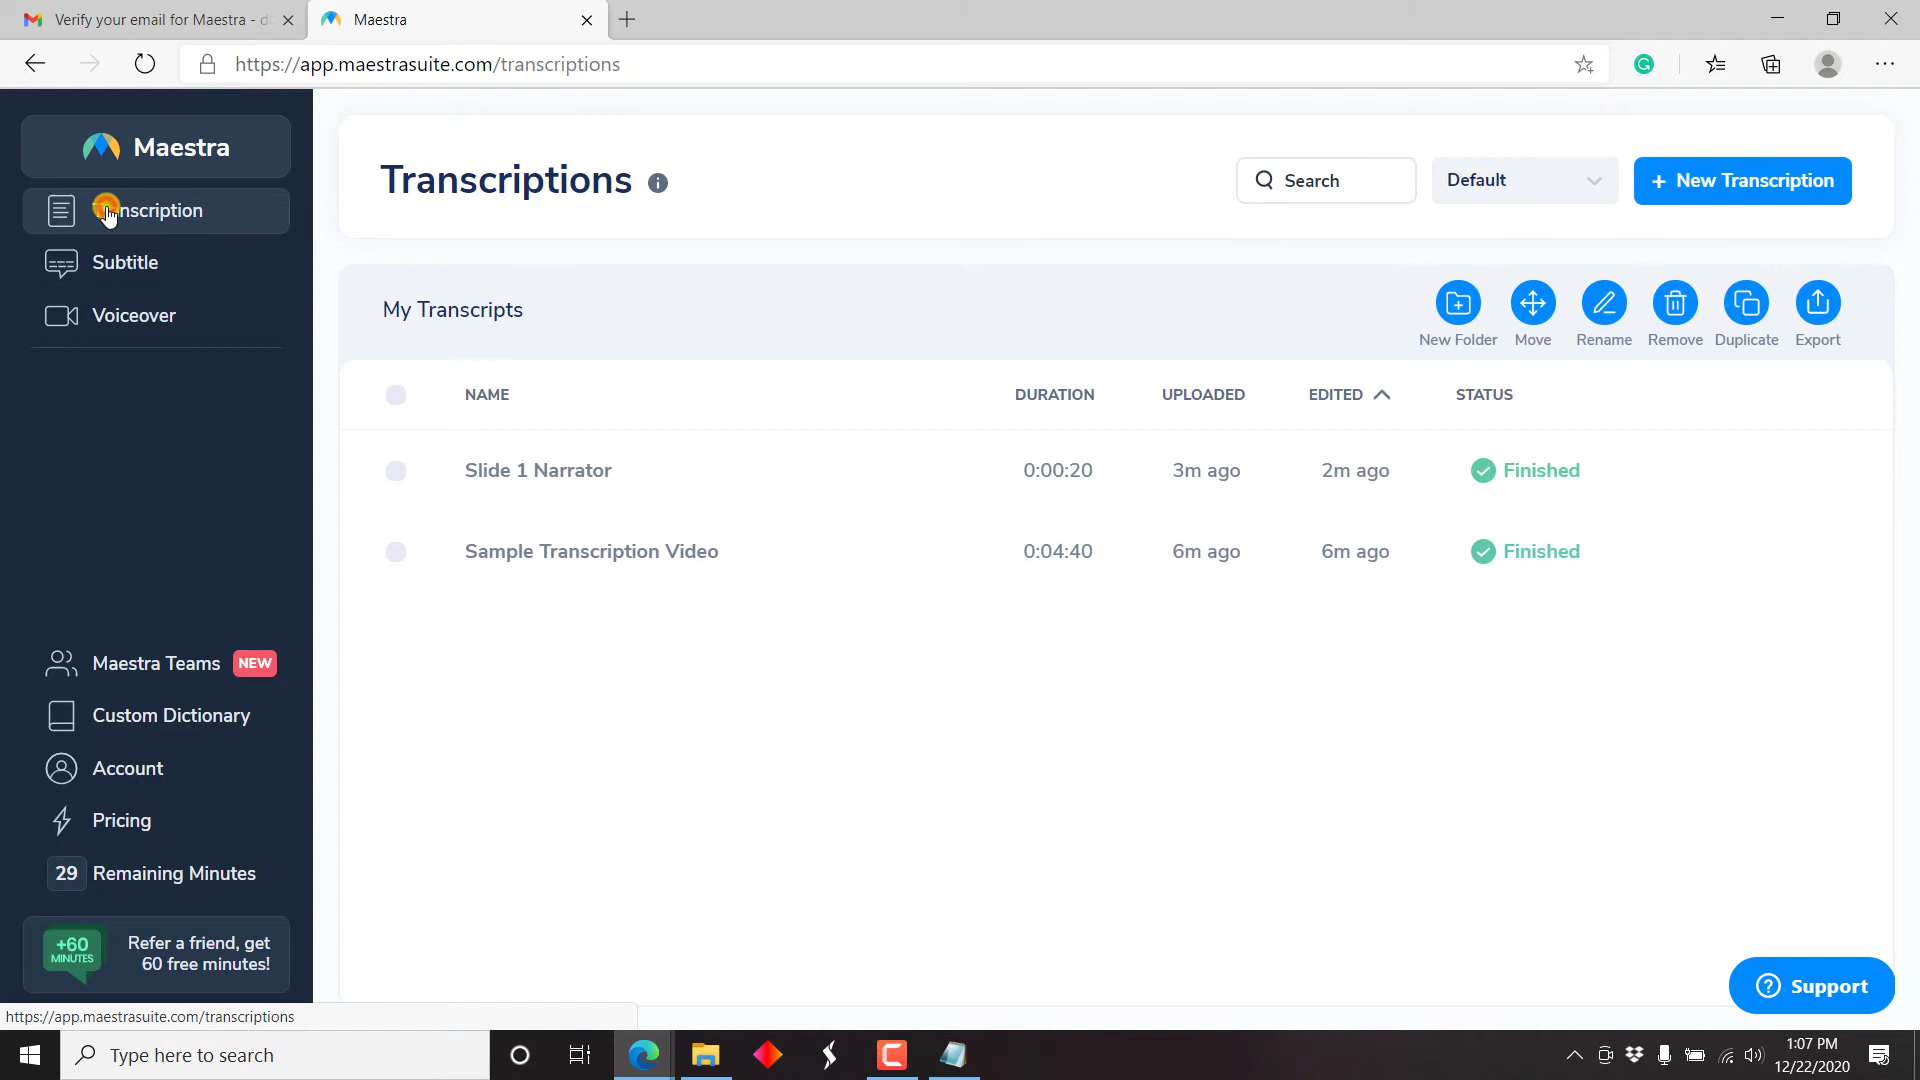 Verify your email for Maestra - d
Maestra
https://app.maestrasuite.com/transcriptions
Maestra
nscription
Subtitle
Voiceover
Maestra Teams NEW
Custom Dictionary
Account
Pricing
29 Remaining Minutes
+60 MINUTES
Refer a friend, get
60 free minutes!
Transcriptions
Search
Default
+ New Transcription
My Transcripts
New Folder Move Rename Remove Duplicate Export
NAME DURATION UPLOADED EDITED STATUS
Slide 1 Narrator 0:00:20 3m ago 2m ago Finished
Sample Transcription Video 0:04:40 6m ago 6m ago Finished
Support
https://app.maestrasuite.com/transcriptions
Type here to search
1:07 PM
12/22/2020